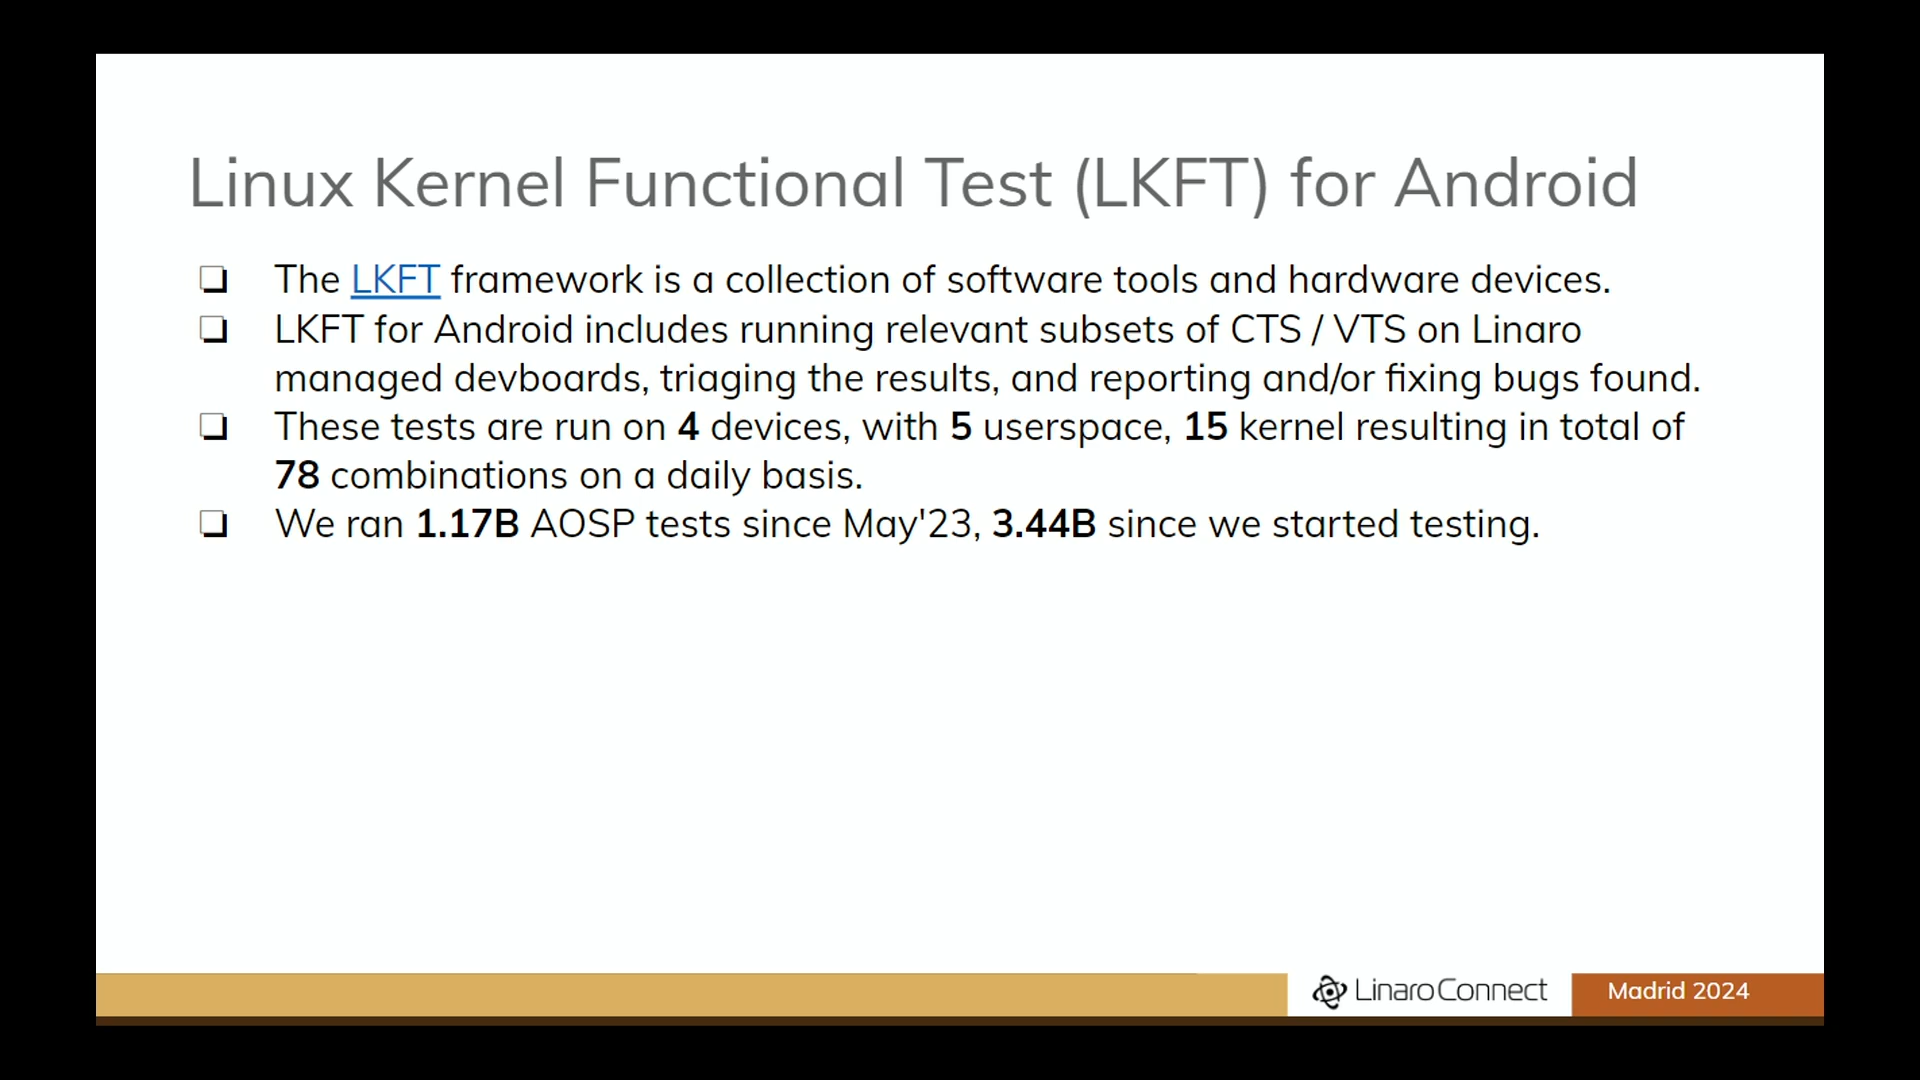 Linux Kernel Functional Test (LKFT) for Android
❏ The LKFT framework is a collection of software tools and hardware devices.
❏ LKFT for Android includes running relevant subsets of CTS / VTS on Linaro
managed devboards, triaging the results, and reporting and/or fixing bugs found.
❏ These tests are run on 4 devices, with 5 userspace, 15 kernel resulting in total of
78 combinations on a daily basis.
❏ We ran 1.17B AOSP tests since May'23, 3.44B since we started testing.
Linaro Connect
Madrid 2024